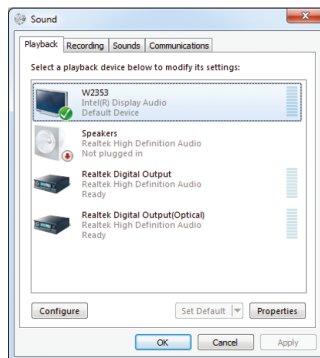 Sound
Playback Recording Sounds Communications
Select a playback device below to modify its settings:
W2353
Intel(R) Display Audio
Default Device
Speakers
Realtek High Definition Audio
Not plugged in
Realtek Digital Output
Realtek High Definition Audio
Ready
Realtek Digital Output(Optical)
Realtek High Definition Audio
Ready
Configure Set Default Properties
OK Cancel Apply